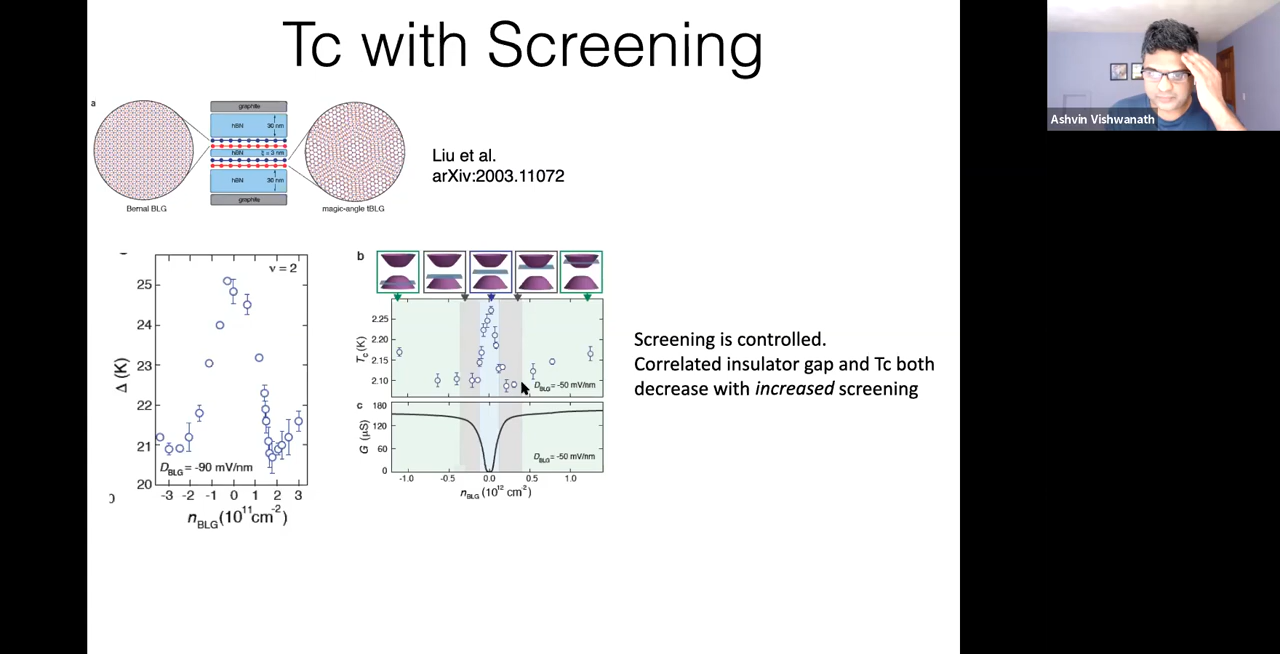 Tc with Screening
Ashvin Vishwanath
a
graphite
hBN
30 nm
hBN
hBN
30 nm
graphite
Bernal BLG
magic-angle tBLG
Liu et al.
arXiv:2003.11072
ν = 2
25
24
23
22
21
20
Δ (K)
D_BLG = -90 mV/nm
-3 -2 -1 0 1 2 3
n_BLG (10^11 cm^-2)
b
2.25
2.20
2.15
2.10
T_c (K)
D_BLG = -50 mV/nm
c
180
120
60
0
G (μS)
D_BLG = -50 mV/nm
-1.0 -0.5 0.0 0.5 1.0
n_BLG (10^12 cm^-2)
Screening is controlled.
Correlated insulator gap and Tc both
decrease with increased screening